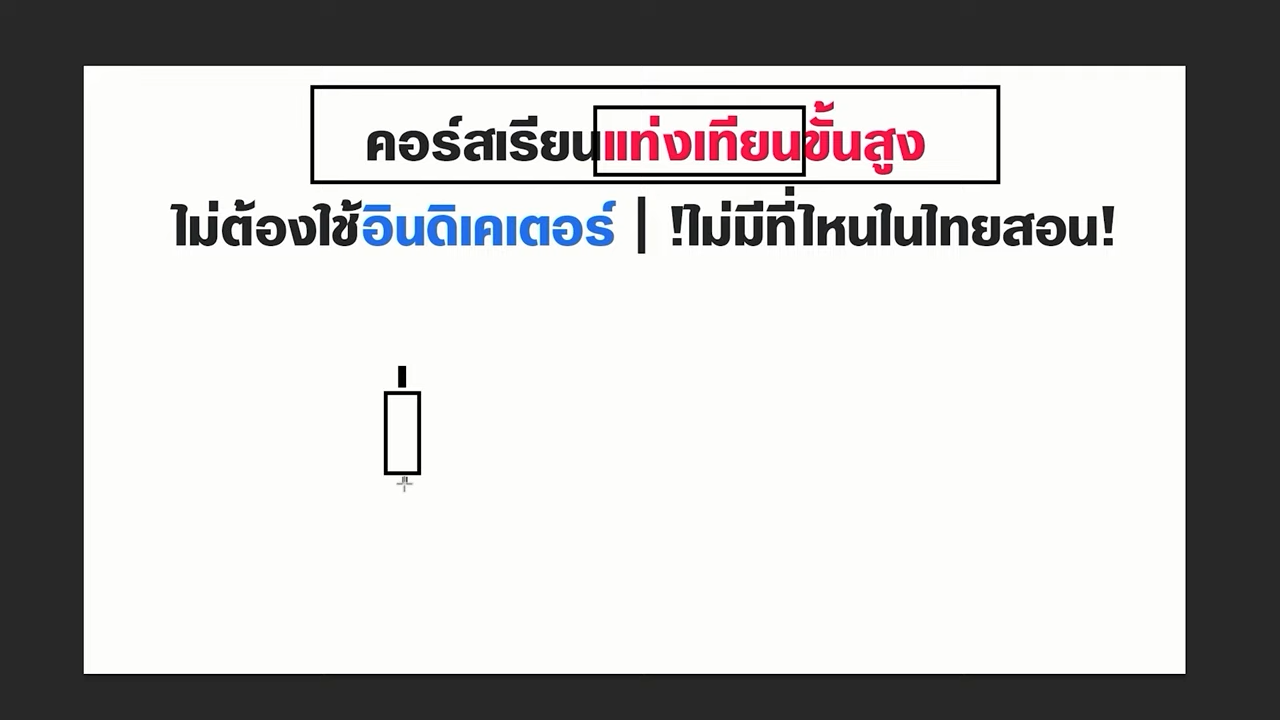 คอร์สเรียนแท่งเทียนขั้นสูง
ไม่ต้องใช้อินดิเคเตอร์ | !ไม่มีที่ไหนในไทยสอน!